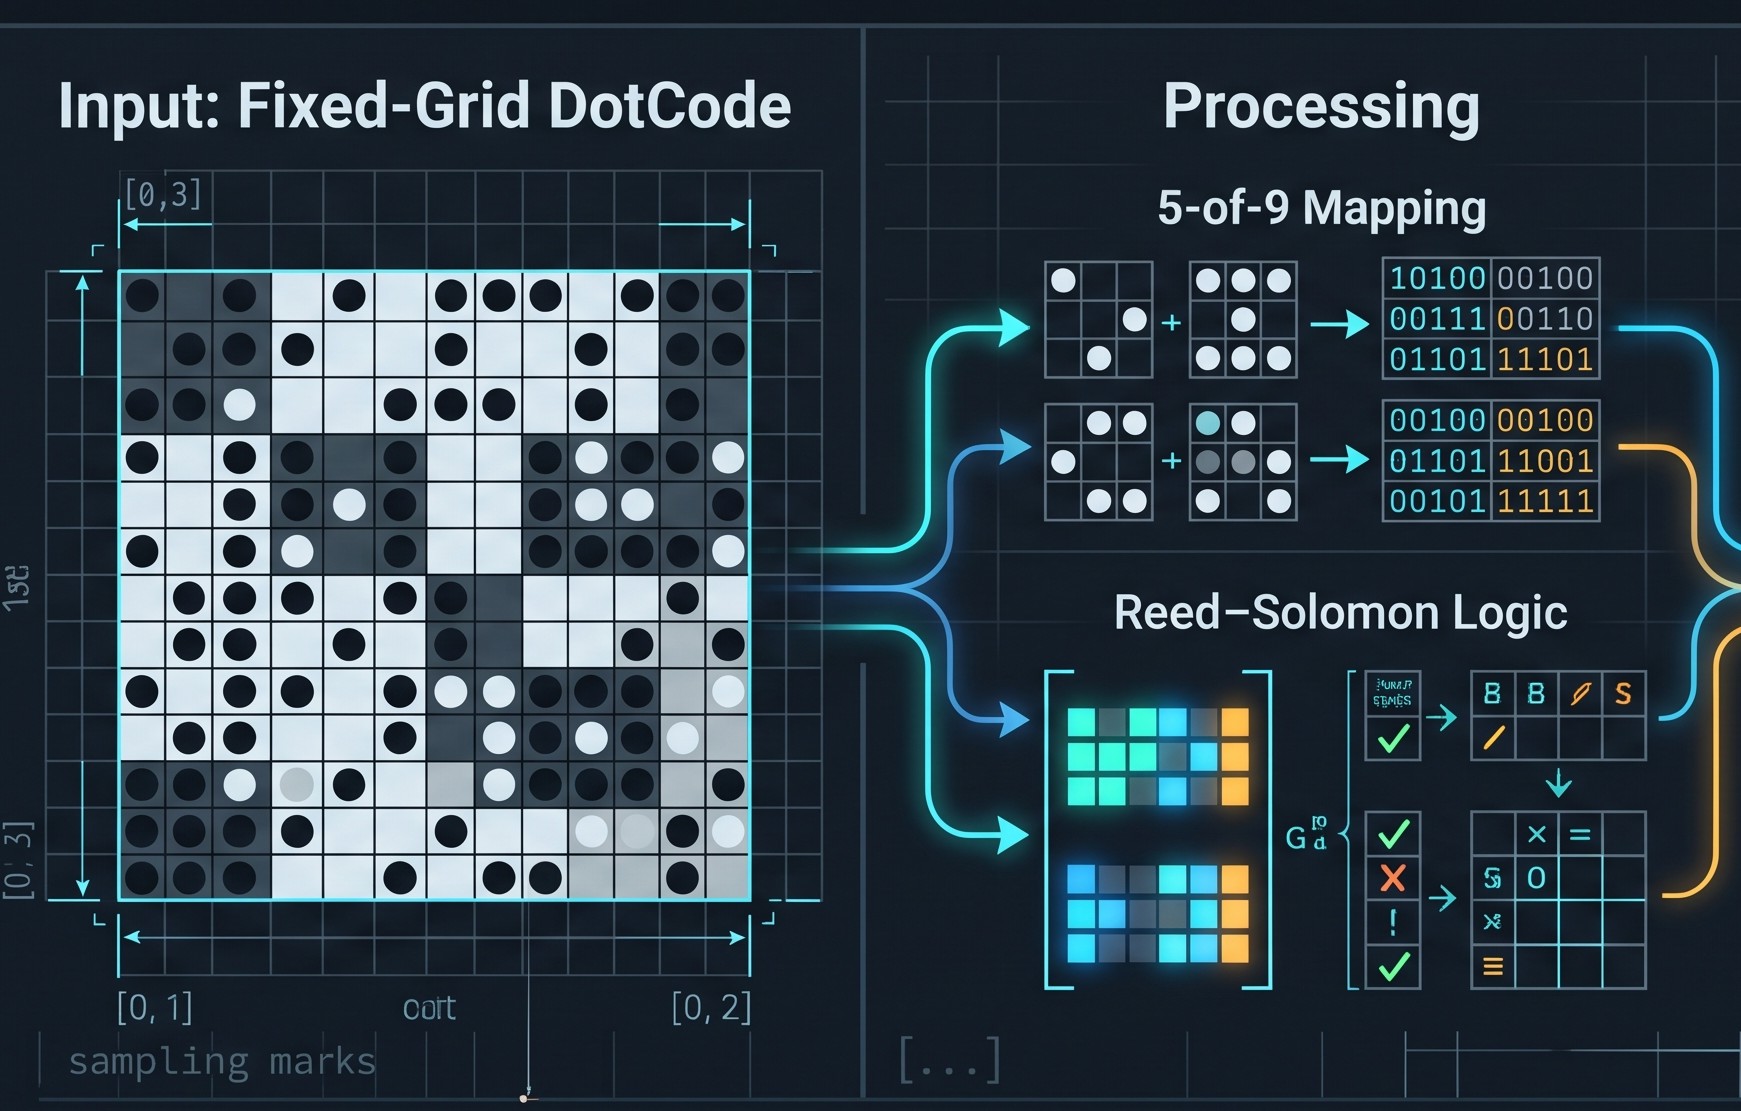 Input: Fixed-Grid DotCode
[0,3]
[0, 3]
[0, 1]
[0, 2]
sampling marks
Processing
5-of-9 Mapping
+
10100 00100
00111 00110
01101 11101
+
00100 00100
01101 11001
00101 11111
Reed–Solomon Logic
G
B B S
× =
O
[...]